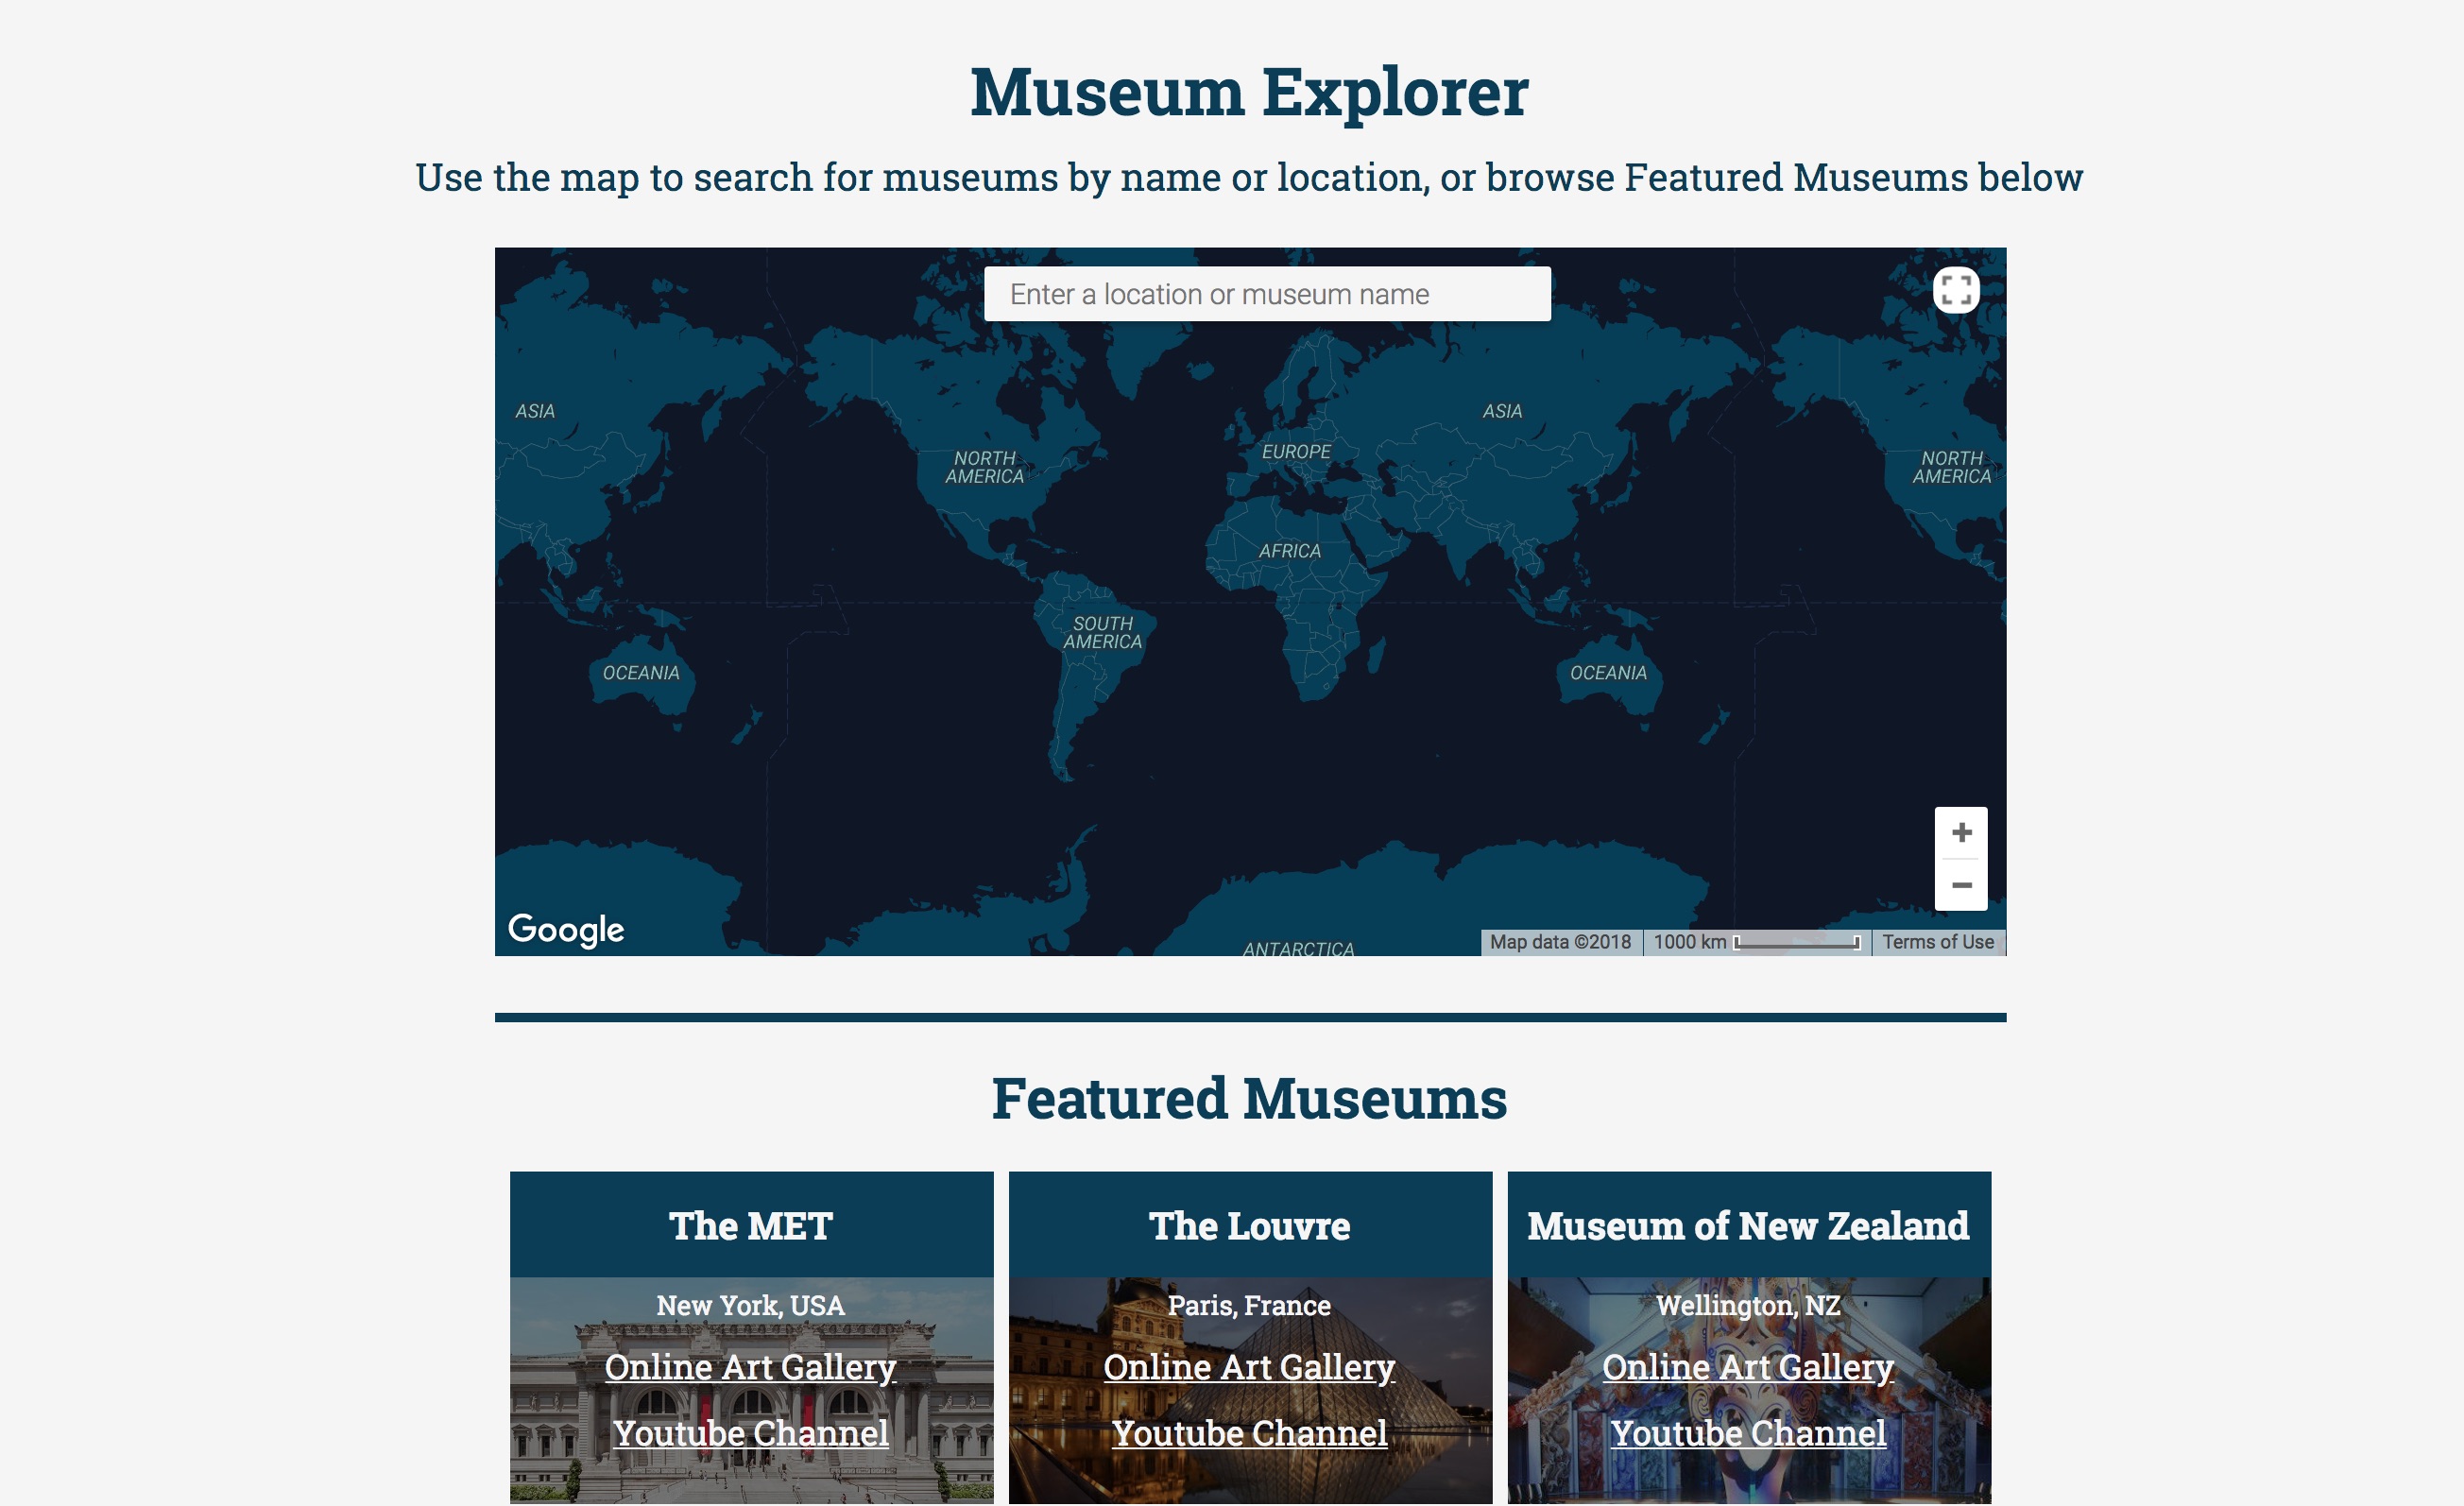 Museum Explorer
Use the map to search for museums by name or location, or browse Featured Museums below
Enter a location or museum name
ASIA
ASIA
EUROPE
NORTH
AMERICA
NORTH
AMERICA
AFRICA
SOUTH
AMERICA
OCEANIA
OCEANIA
Google
ANTARCTICA
Map data ©2018
1000 km
Terms of Use
Featured Museums
The MET
New York, USA
Online Art Gallery
Youtube Channel
The Louvre
Paris, France
Online Art Gallery
Youtube Channel
Museum of New Zealand
Wellington, NZ
Online Art Gallery
Youtube Channel